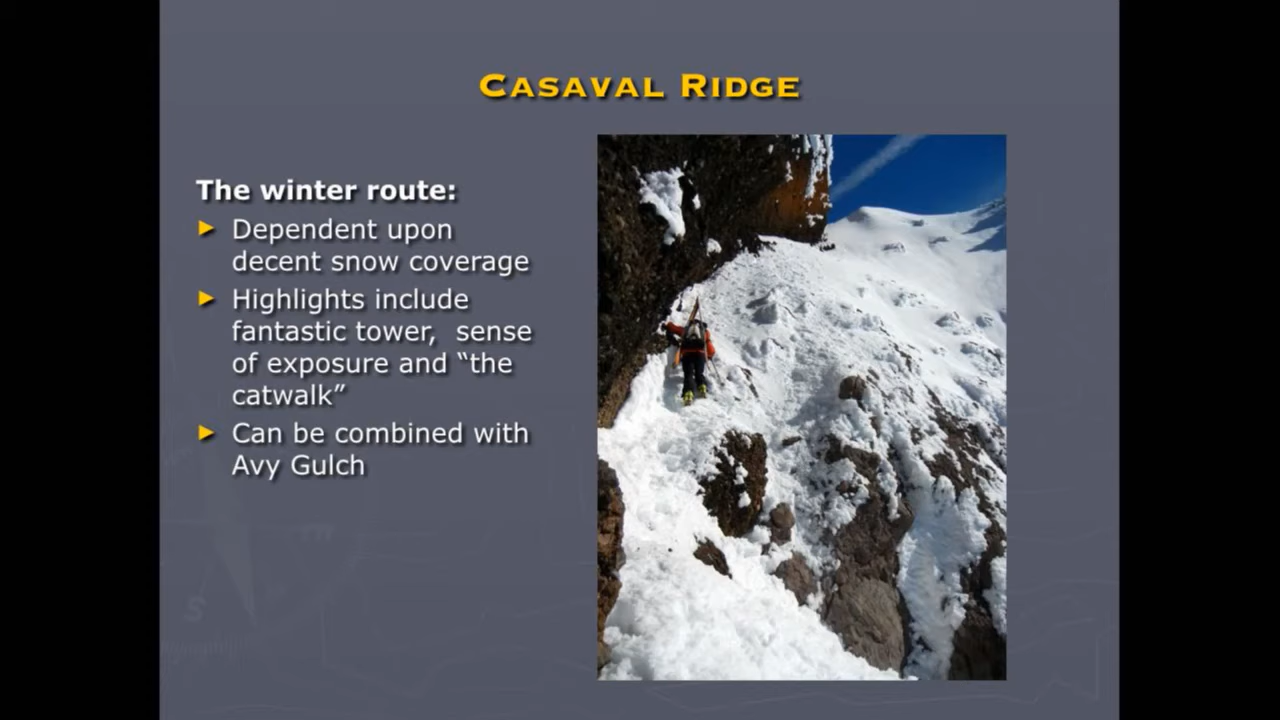 CASAVAL RIDGE
The winter route:
Dependent upon
decent snow coverage
Highlights include
fantastic tower,  sense
of exposure and “the
catwalk”
Can be combined with
Avy Gulch
S